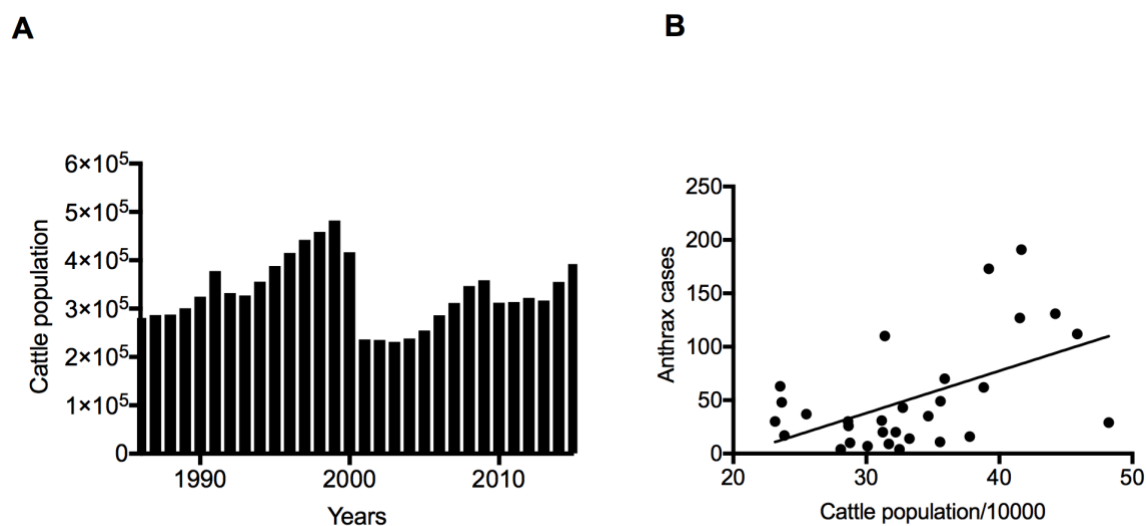 A
6×10⁵
5×10⁵
4×10⁵
3×10⁵
2×10⁵
1×10⁵
0
1990 2000 2010
Years
Cattle population
B
250
200
150
100
50
0
20 30 40 50
Cattle population/10000
Anthrax cases